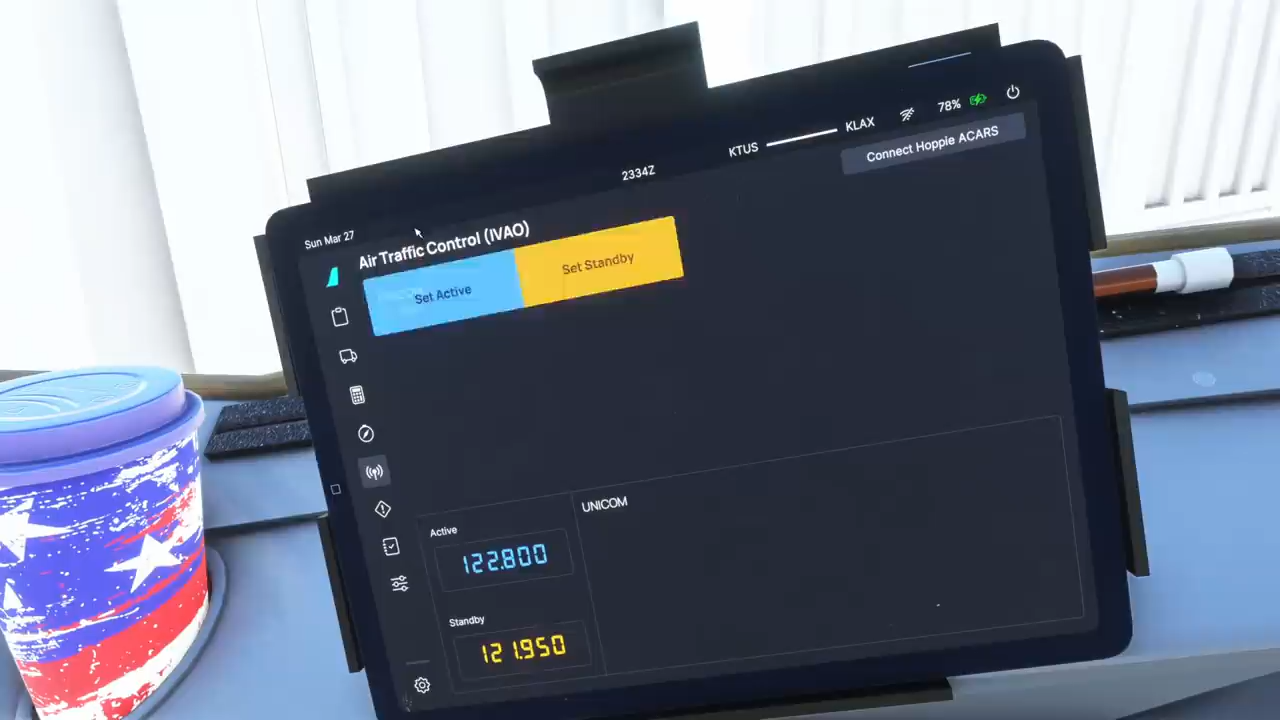 Sun Mar 27
2334Z
KTUS
KLAX
78%
Connect Hoppie ACARS
Air Traffic Control (IVAO)
Set Active
Set Standby
Active
122.800
UNICOM
Standby
121.950